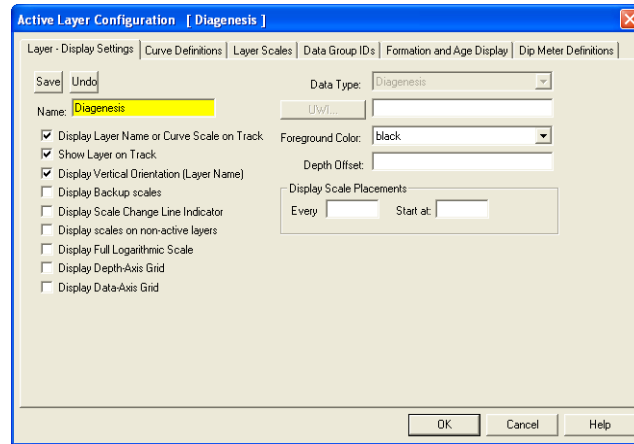 Active Layer Configuration [ Diagenesis ]
Layer - Display Settings Curve Definitions Layer Scales Data Group IDs Formation and Age Display Dip Meter Definitions
Save Undo
Name: Diagenesis
Display Layer Name or Curve Scale on Track
Show Layer on Track
Display Vertical Orientation (Layer Name)
Display Backup scales
Display Scale Change Line Indicator
Display scales on non-active layers
Display Full Logarithmic Scale
Display Depth-Axis Grid
Display Data-Axis Grid
Data Type: Diagenesis
UWI...
Foreground Color: black
Depth Offset:
Display Scale Placements
Every Start at:
OK Cancel Help